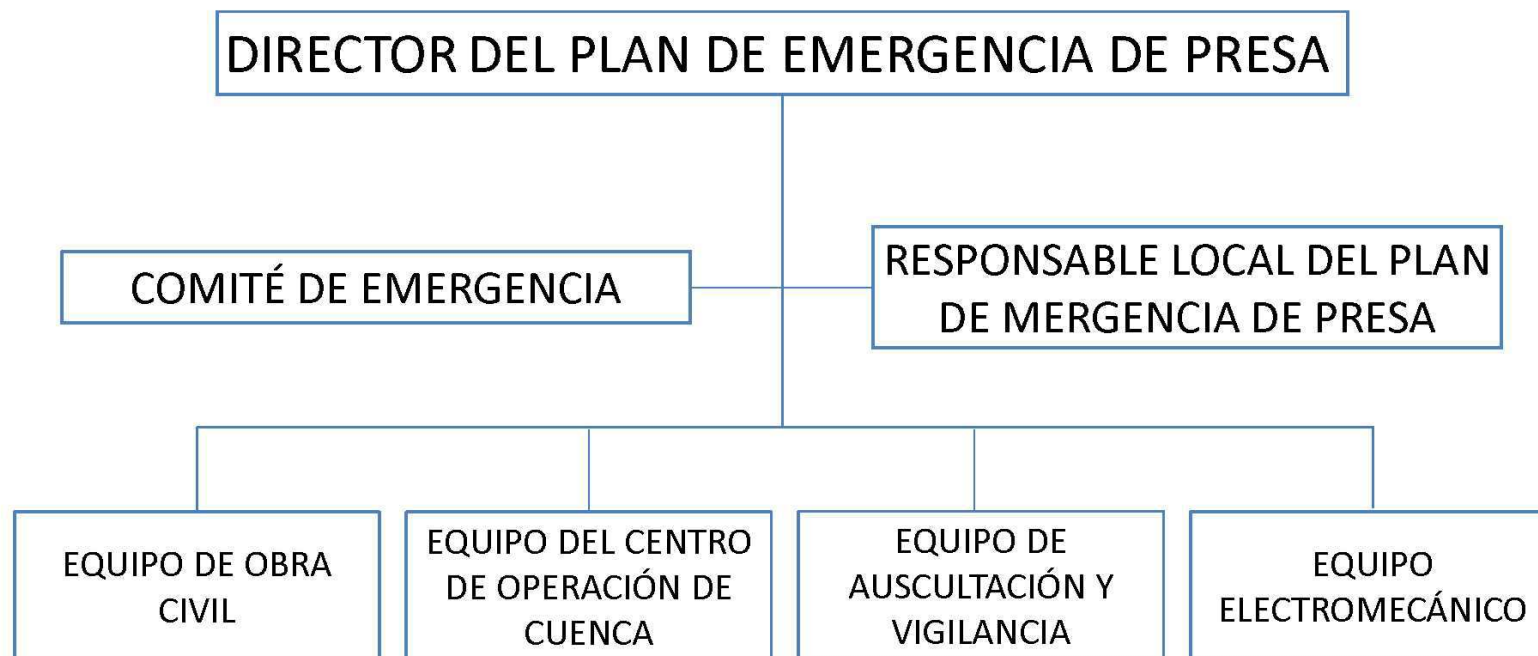 DIRECTOR DEL PLAN DE EMERGENCIA DE PRESA
COMITÉ DE EMERGENCIA
RESPONSABLE LOCAL DEL PLAN
DE MERGENCIA DE PRESA
EQUIPO DE OBRA
CIVIL
EQUIPO DEL CENTRO
DE OPERACIÓN DE
CUENCA
EQUIPO DE
AUSCULTACIÓN Y
VIGILANCIA
EQUIPO
ELECTROMECÁNICO